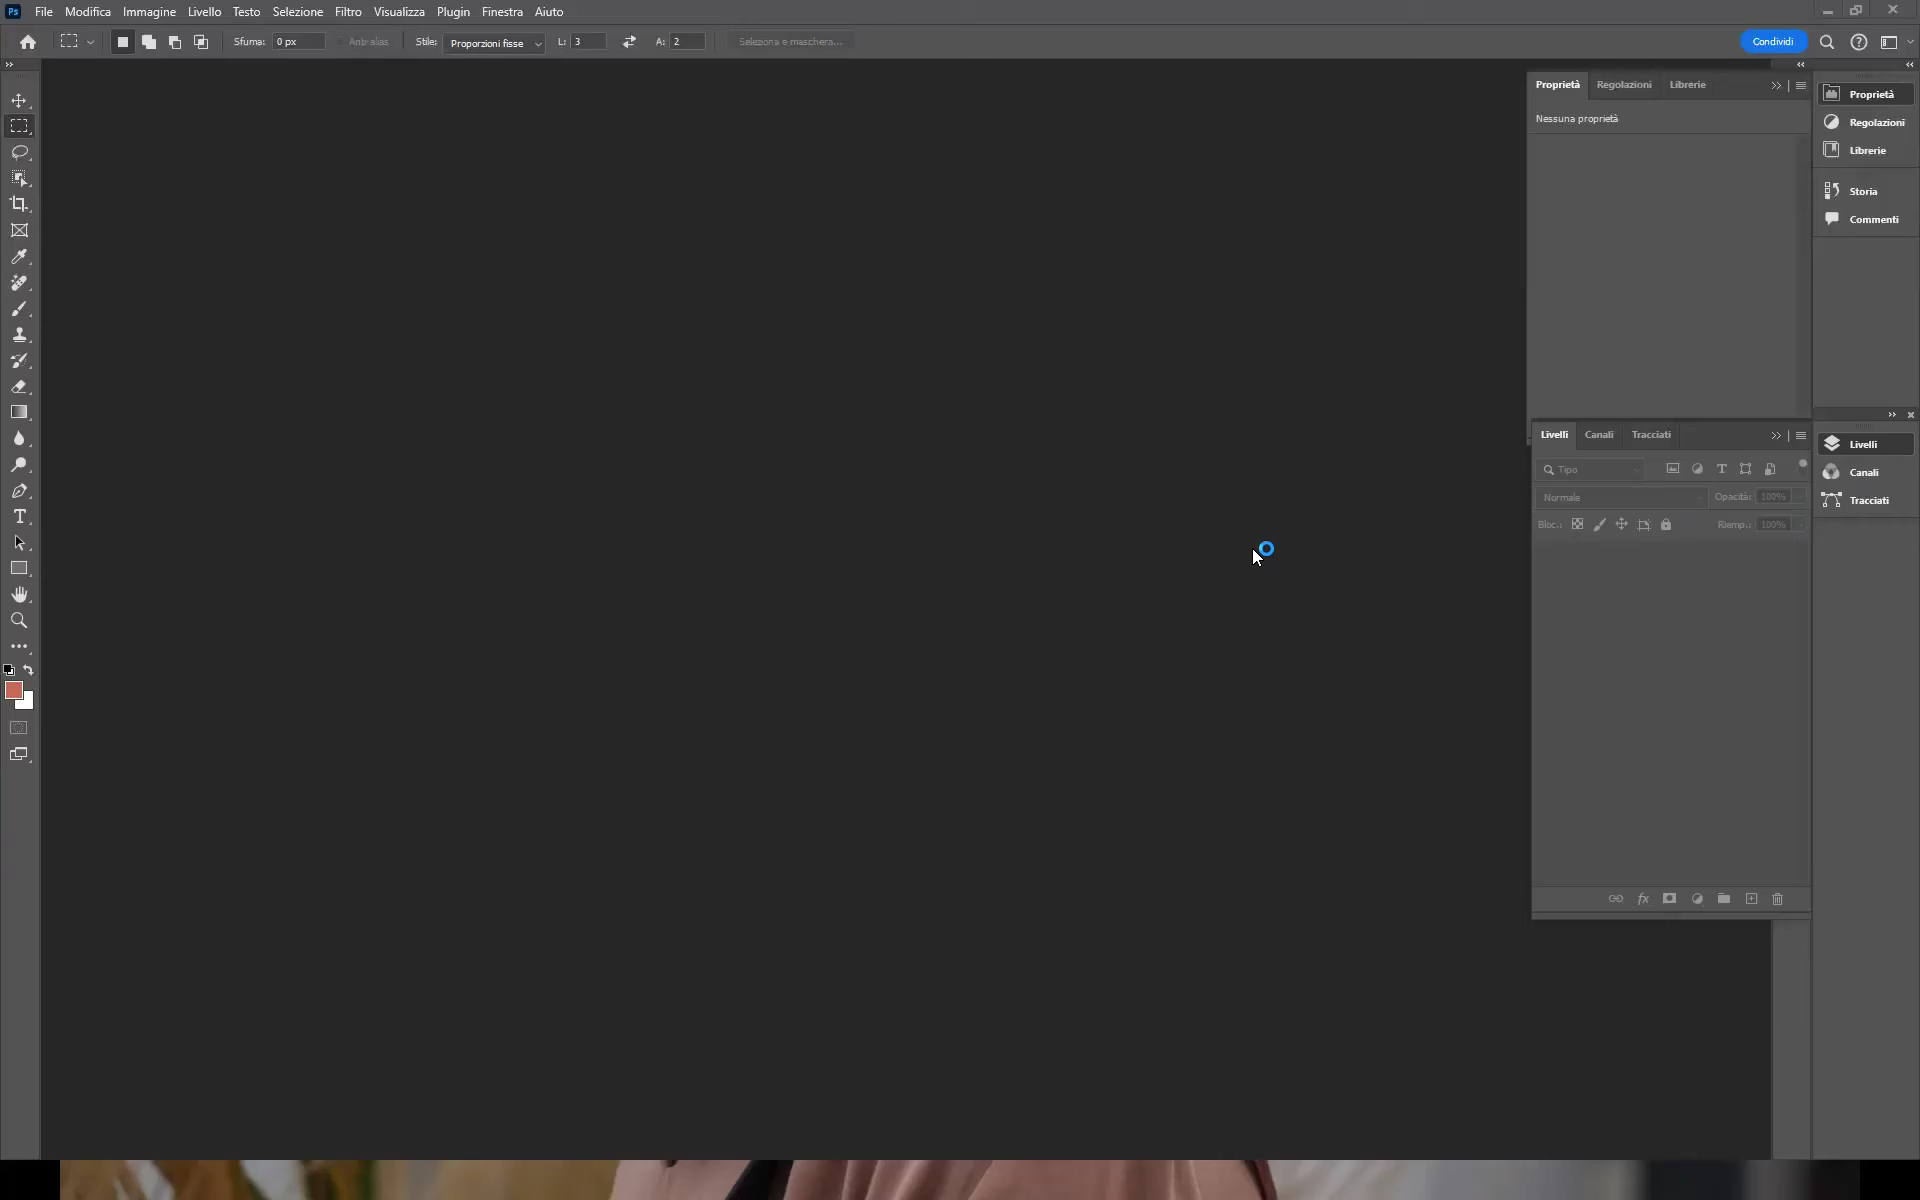 Ps File Modifica Immagine Livello Testo Selezione Filtro Visualizza Plugin Finestra Aiuto
Sfuma: 0 px Anti-alias Stile: Proporzioni fisse L: 3 A: 2 Seleziona e maschera... Condividi
Proprietà Regolazioni Librerie
Nessuna proprietà
Proprietà
Regolazioni
Librerie
Storia
Commenti
Livelli Canali Tracciati
Tipo
Normale Opacità: 100%
Bloc.: Riemp.: 100%
fx
Livelli
Canali
Tracciati